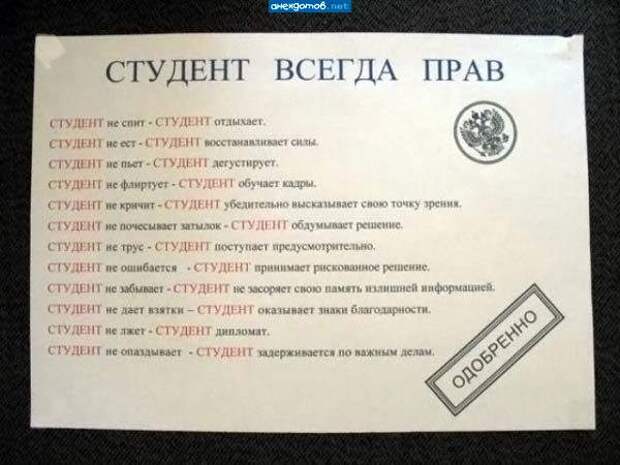 анекдотов.net
СТУДЕНТ ВСЕГДА ПРАВ
СТУДЕНТ не спит - СТУДЕНТ отдыхает.
СТУДЕНТ не ест - СТУДЕНТ восстанавливает силы.
СТУДЕНТ не пьет - СТУДЕНТ дегустирует.
СТУДЕНТ не флиртует - СТУДЕНТ обучает кадры.
СТУДЕНТ не кричит - СТУДЕНТ убедительно высказывает свою точку зрения.
СТУДЕНТ не почесывает затылок - СТУДЕНТ обдумывает решение.
СТУДЕНТ не трус - СТУДЕНТ поступает предусмотрительно.
СТУДЕНТ не ошибается - СТУДЕНТ принимает рискованное решение.
СТУДЕНТ не забывает - СТУДЕНТ не засоряет свою память излишней информацией.
СТУДЕНТ не дает взятки – СТУДЕНТ оказывает знаки благодарности.
СТУДЕНТ не лжет - СТУДЕНТ дипломат.
СТУДЕНТ не опаздывает - СТУДЕНТ задерживается по важным делам.
ОДОБРЕННО